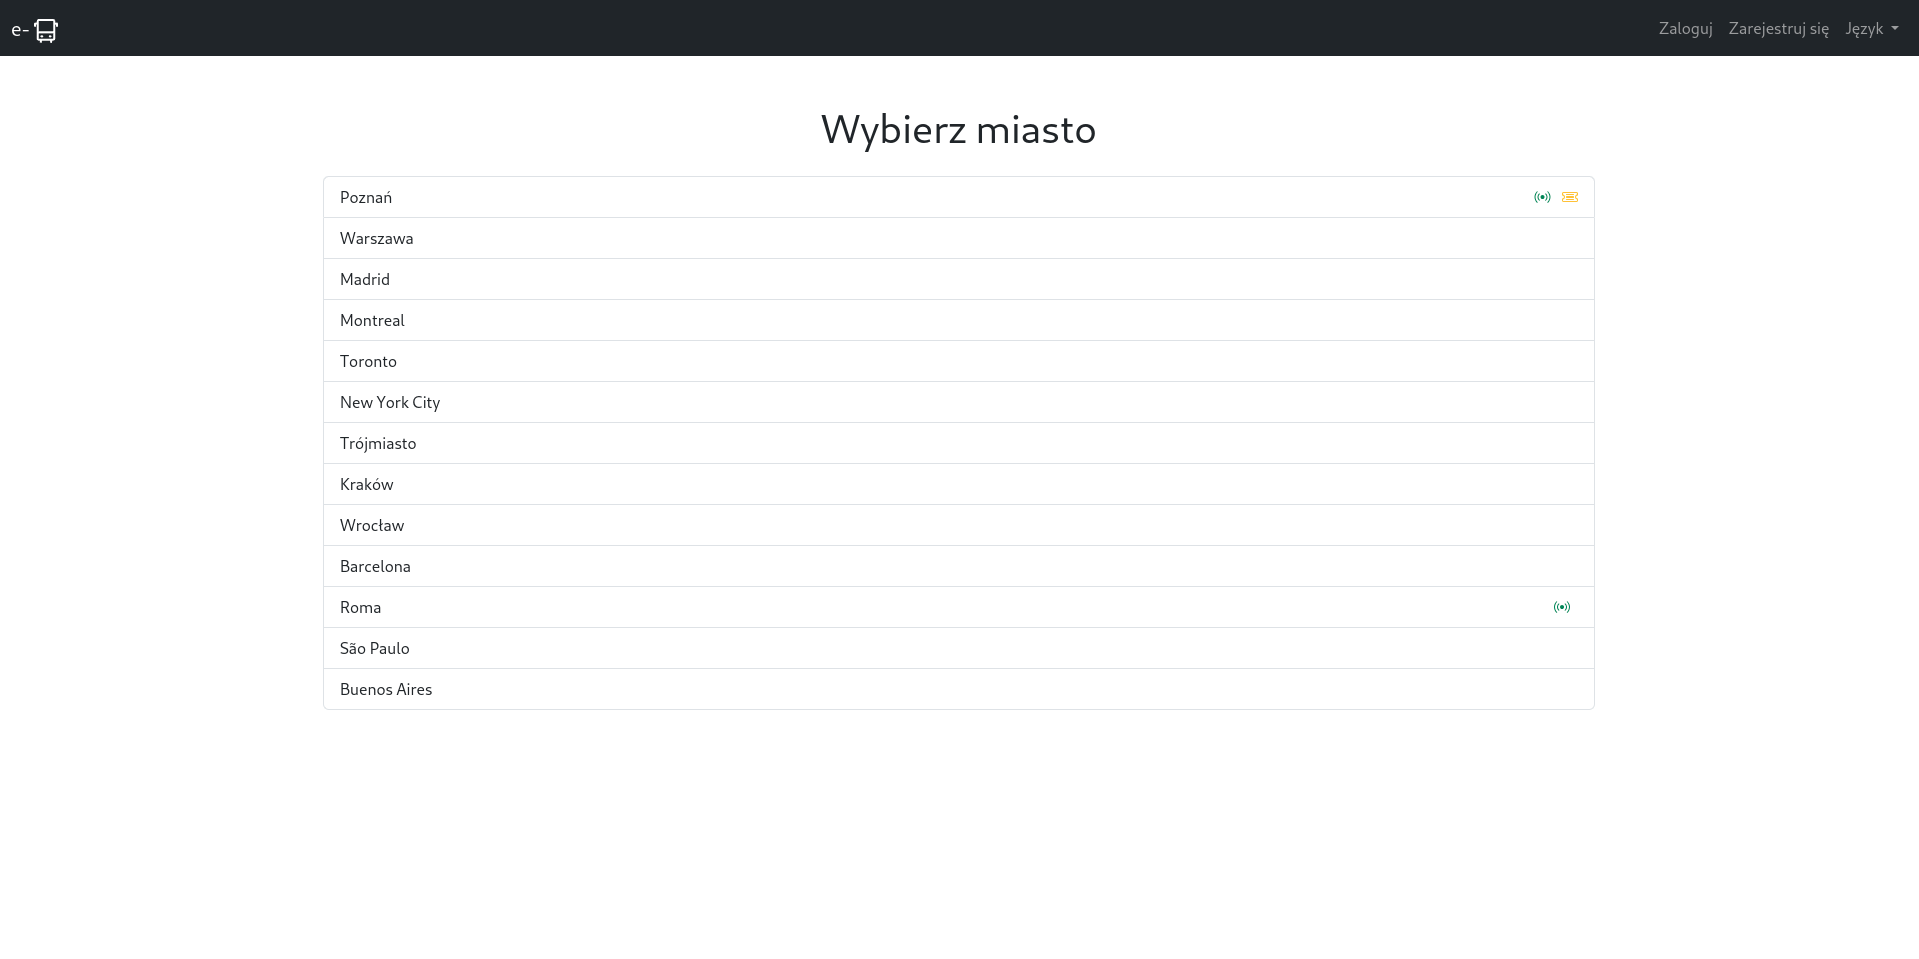 e-
Zaloguj Zarejestruj się Język
Wybierz miasto
Poznań
Warszawa
Madrid
Montreal
Toronto
New York City
Trójmiasto
Kraków
Wrocław
Barcelona
Roma
São Paulo
Buenos Aires